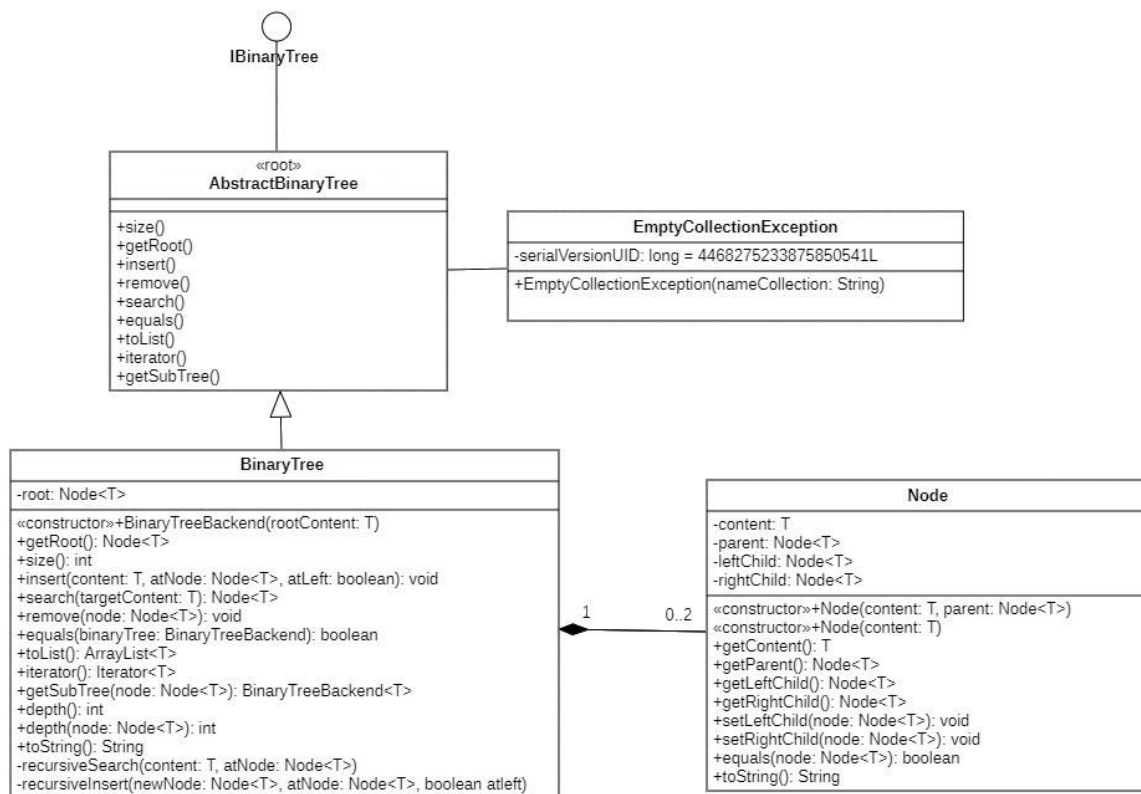 IBinaryTree
«root»
AbstractBinaryTree
+size()
+getRoot()
+insert()
+remove()
+search()
+equals()
+toList()
+iterator()
+getSubTree()
EmptyCollectionException
-serialVersionUID: long = 4468275233875850541L
+EmptyCollectionException(nameCollection: String)
BinaryTree
-root: Node<T>
«constructor»+BinaryTreeBackend(rootContent: T)
+getRoot(): Node<T>
+size(): int
+insert(content: T, atNode: Node<T>, atLeft: boolean): void
+search(targetContent: T): Node<T>
+remove(node: Node<T>): void
+equals(binaryTree: BinaryTreeBackend): boolean
+toList(): ArrayList<T>
+iterator(): Iterator<T>
+getSubTree(node: Node<T>): BinaryTreeBackend<T>
+depth(): int
+depth(node: Node<T>): int
+toString(): String
-recursiveSearch(content: T, atNode: Node<T>)
-recursiveInsert(newNode: Node<T>, atNode: Node<T>, boolean atleft)
1
0..2
Node
-content: T
-parent: Node<T>
-leftChild: Node<T>
-rightChild: Node<T>
«constructor»+Node(content: T, parent: Node<T>)
«constructor»+Node(content: T)
+getContent(): T
+getParent(): Node<T>
+getLeftChild(): Node<T>
+getRightChild(): Node<T>
+setLeftChild(node: Node<T>): void
+setRightChild(node: Node<T>): void
+equals(node: Node<T>): boolean
+toString(): String